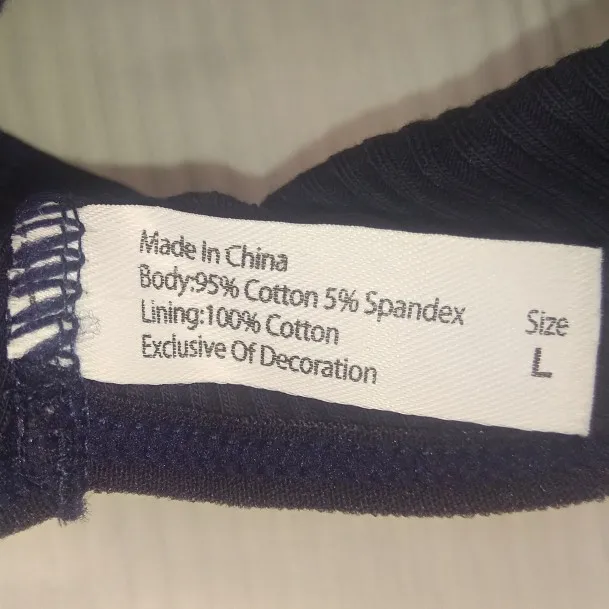 Made In China
Body:95% Cotton 5% Spandex
Lining:100% Cotton
Exclusive Of Decoration
Size
L